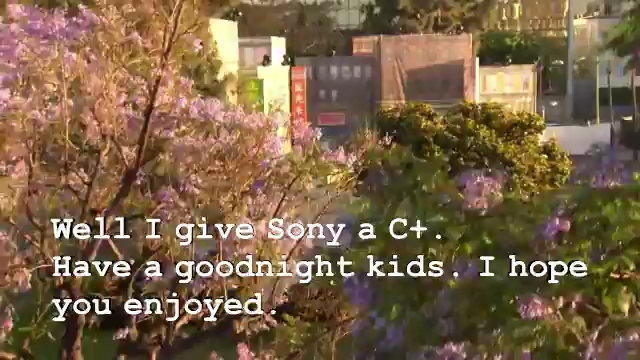 Well I give Sony a C+.
Have a goodnight kids. I hope
you enjoyed.